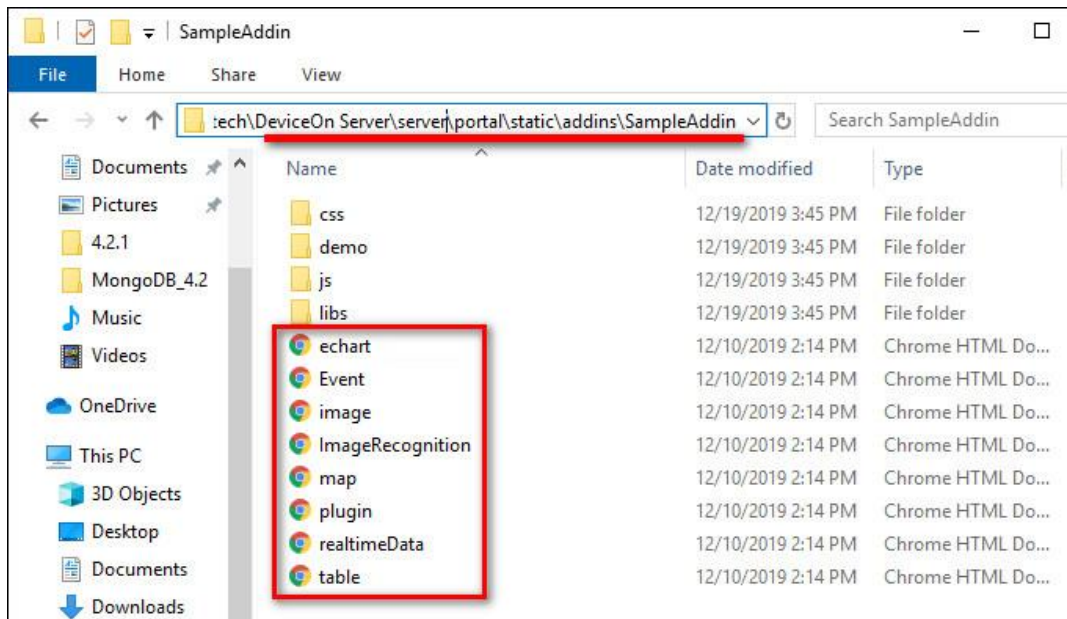 SampleAddin
File Home Share View
:ech\DeviceOn Server\server\portal\static\addins\SampleAddin Search SampleAddin
Name Date modified Type
Documents
Pictures
4.2.1
MongoDB_4.2
Music
Videos
OneDrive
This PC
3D Objects
Desktop
Documents
Downloads
css 12/19/2019 3:45 PM File folder
demo 12/19/2019 3:45 PM File folder
js 12/19/2019 3:45 PM File folder
libs 12/19/2019 3:45 PM File folder
echart 12/10/2019 2:14 PM Chrome HTML Do...
Event 12/10/2019 2:14 PM Chrome HTML Do...
image 12/10/2019 2:14 PM Chrome HTML Do...
ImageRecognition 12/10/2019 2:14 PM Chrome HTML Do...
map 12/10/2019 2:14 PM Chrome HTML Do...
plugin 12/10/2019 2:14 PM Chrome HTML Do...
realtimeData 12/10/2019 2:14 PM Chrome HTML Do...
table 12/10/2019 2:14 PM Chrome HTML Do...